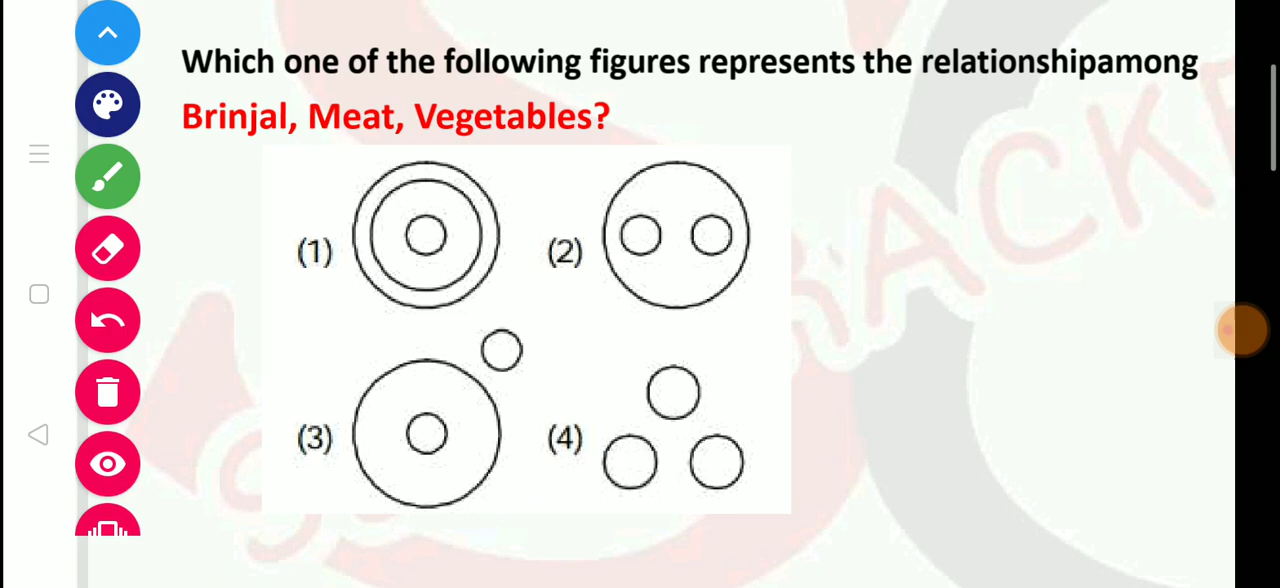 Which one of the following figures represents the relationshipamong
Brinjal, Meat, Vegetables?
(1) (2)
(3) (4)